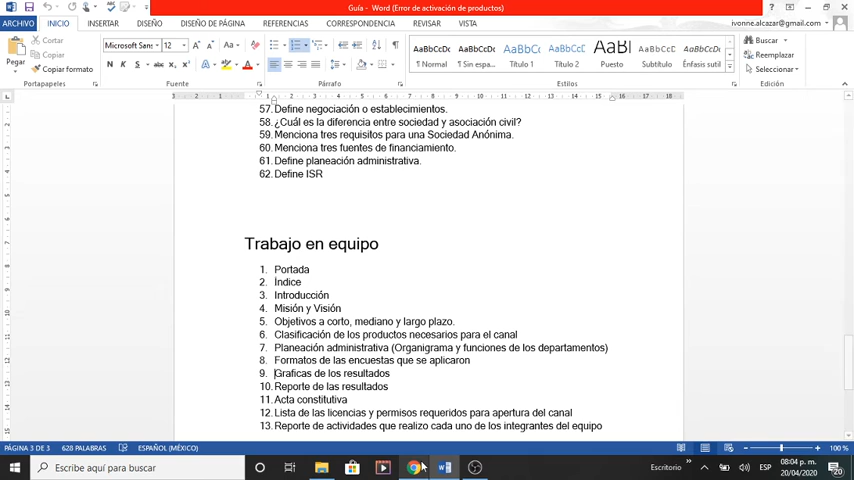 Guía - Word (Error de activación de productos)
ARCHIVO INICIO INSERTAR DISEÑO DISEÑO DE PÁGINA REFERENCIAS CORRESPONDENCIA REVISAR VISTA ivonne.alcazar@gmail.com
Pegar
Cortar
Copiar
Copiar formato
Portapapeles
Microsoft Sans 12
N K S abc x₂ x²
Fuente
Párrafo
AaBbCcDc AaBbCcDc AaBbCc AaBbCcC AaBl AaBbCcC AaBbCcDc
¶ Normal ¶ Sin espa... Título 1 Título 2 Puesto Subtítulo Énfasis sutil
Estilos
Buscar
Reemplazar
Seleccionar
Edición
57. Define negociación o establecimientos.
58. ¿Cuál es la diferencia entre sociedad y asociación civil?
59. Menciona tres requisitos para una Sociedad Anónima.
60. Menciona tres fuentes de financiamiento.
61. Define planeación administrativa.
62. Define ISR
Trabajo en equipo
1. Portada
2. Índice
3. Introducción
4. Misión y Visión
5. Objetivos a corto, mediano y largo plazo.
6. Clasificación de los productos necesarios para el canal
7. Planeación administrativa (Organigrama y funciones de los departamentos)
8. Formatos de las encuestas que se aplicaron
9. Graficas de los resultados
10. Reporte de las resultados
11. Acta constitutiva
12. Lista de las licencias y permisos requeridos para apertura del canal
13. Reporte de actividades que realizo cada uno de los integrantes del equipo
PÁGINA 3 DE 3 628 PALABRAS ESPAÑOL (MÉXICO) 100 %
Escribe aquí para buscar Escritorio ESP 08:04 p. m.
20/04/2020 20